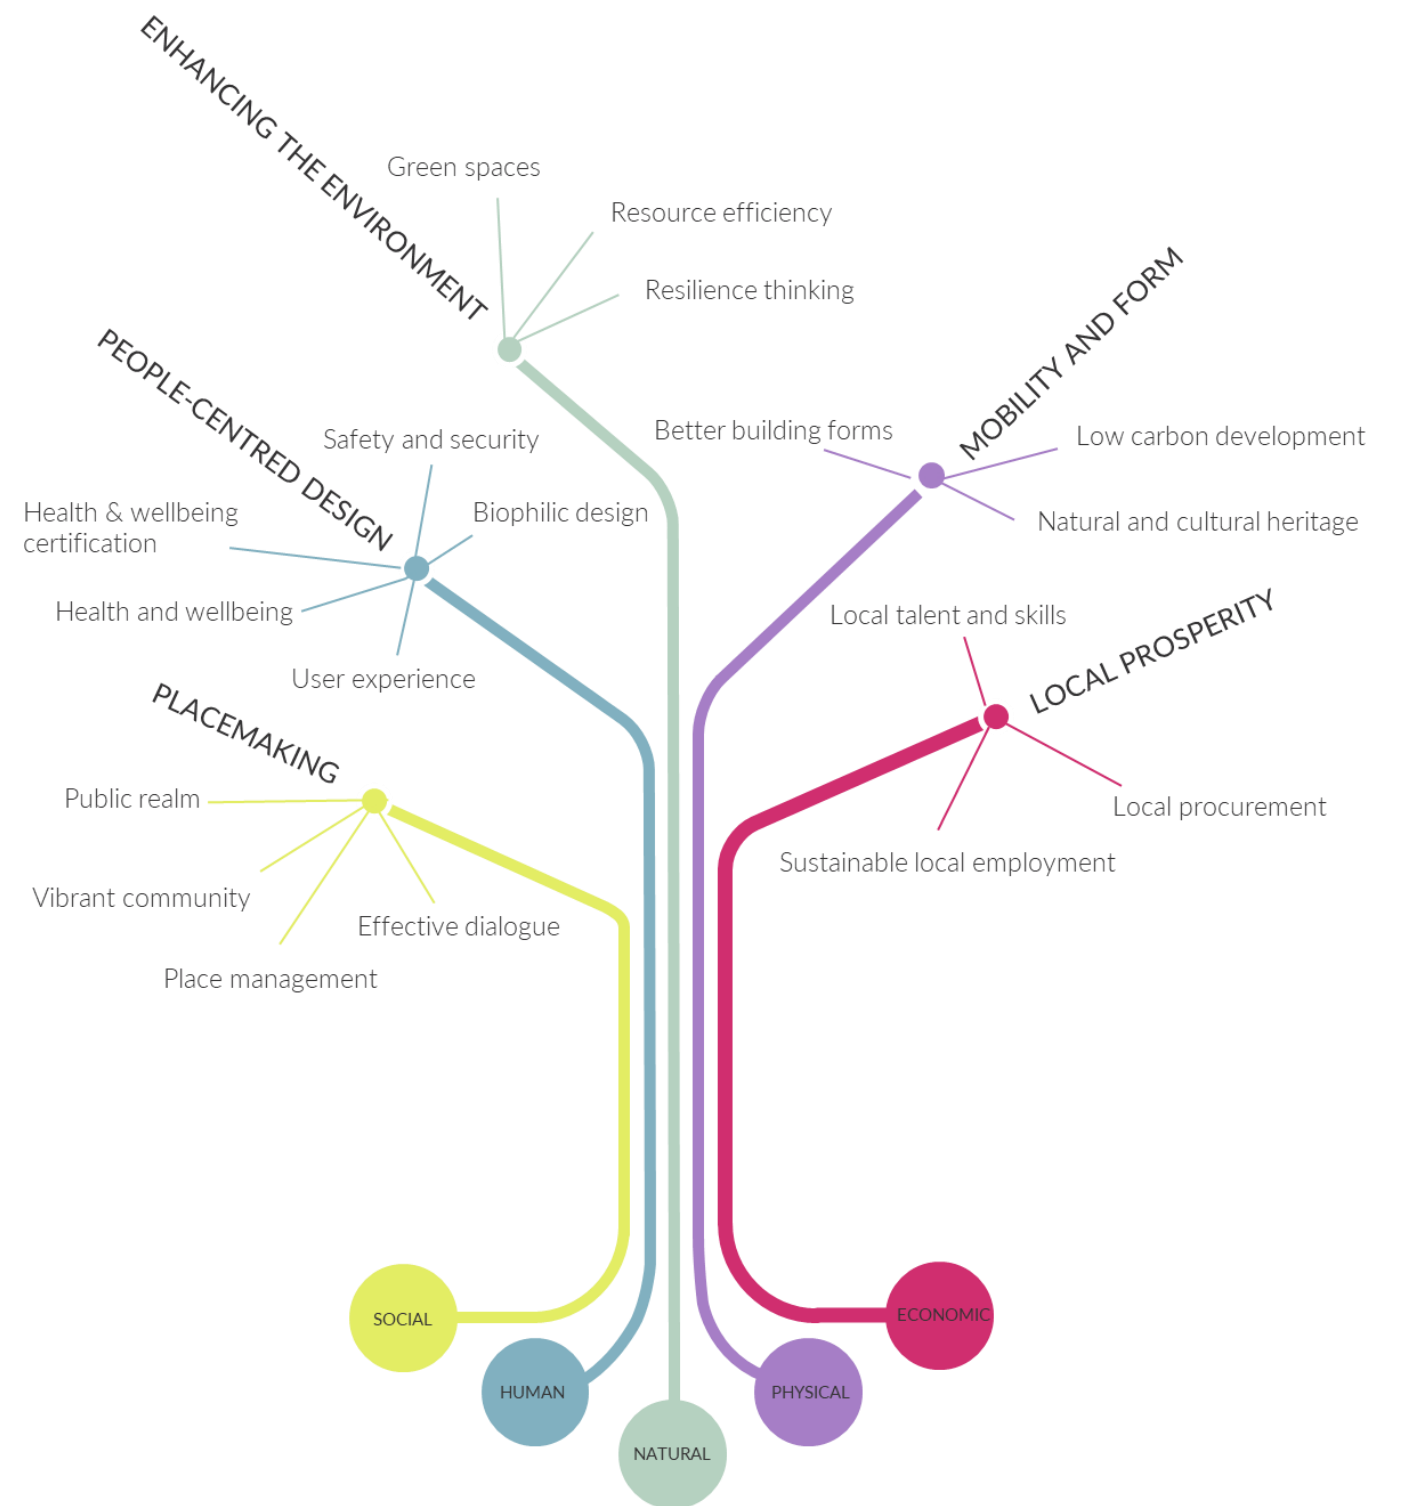 ENHANCING THE ENVIRONMENT
Green spaces
Resource efficiency
Resilience thinking
PEOPLE-CENTRED DESIGN
Safety and security
Biophilic design
Health & wellbeing
certification
Health and wellbeing
User experience
PLACEMAKING
Public realm
Vibrant community
Effective dialogue
Place management
MOBILITY AND FORM
Better building forms
Low carbon development
Natural and cultural heritage
LOCAL PROSPERITY
Local talent and skills
Local procurement
Sustainable local employment
SOCIAL
HUMAN
NATURAL
PHYSICAL
ECONOMIC